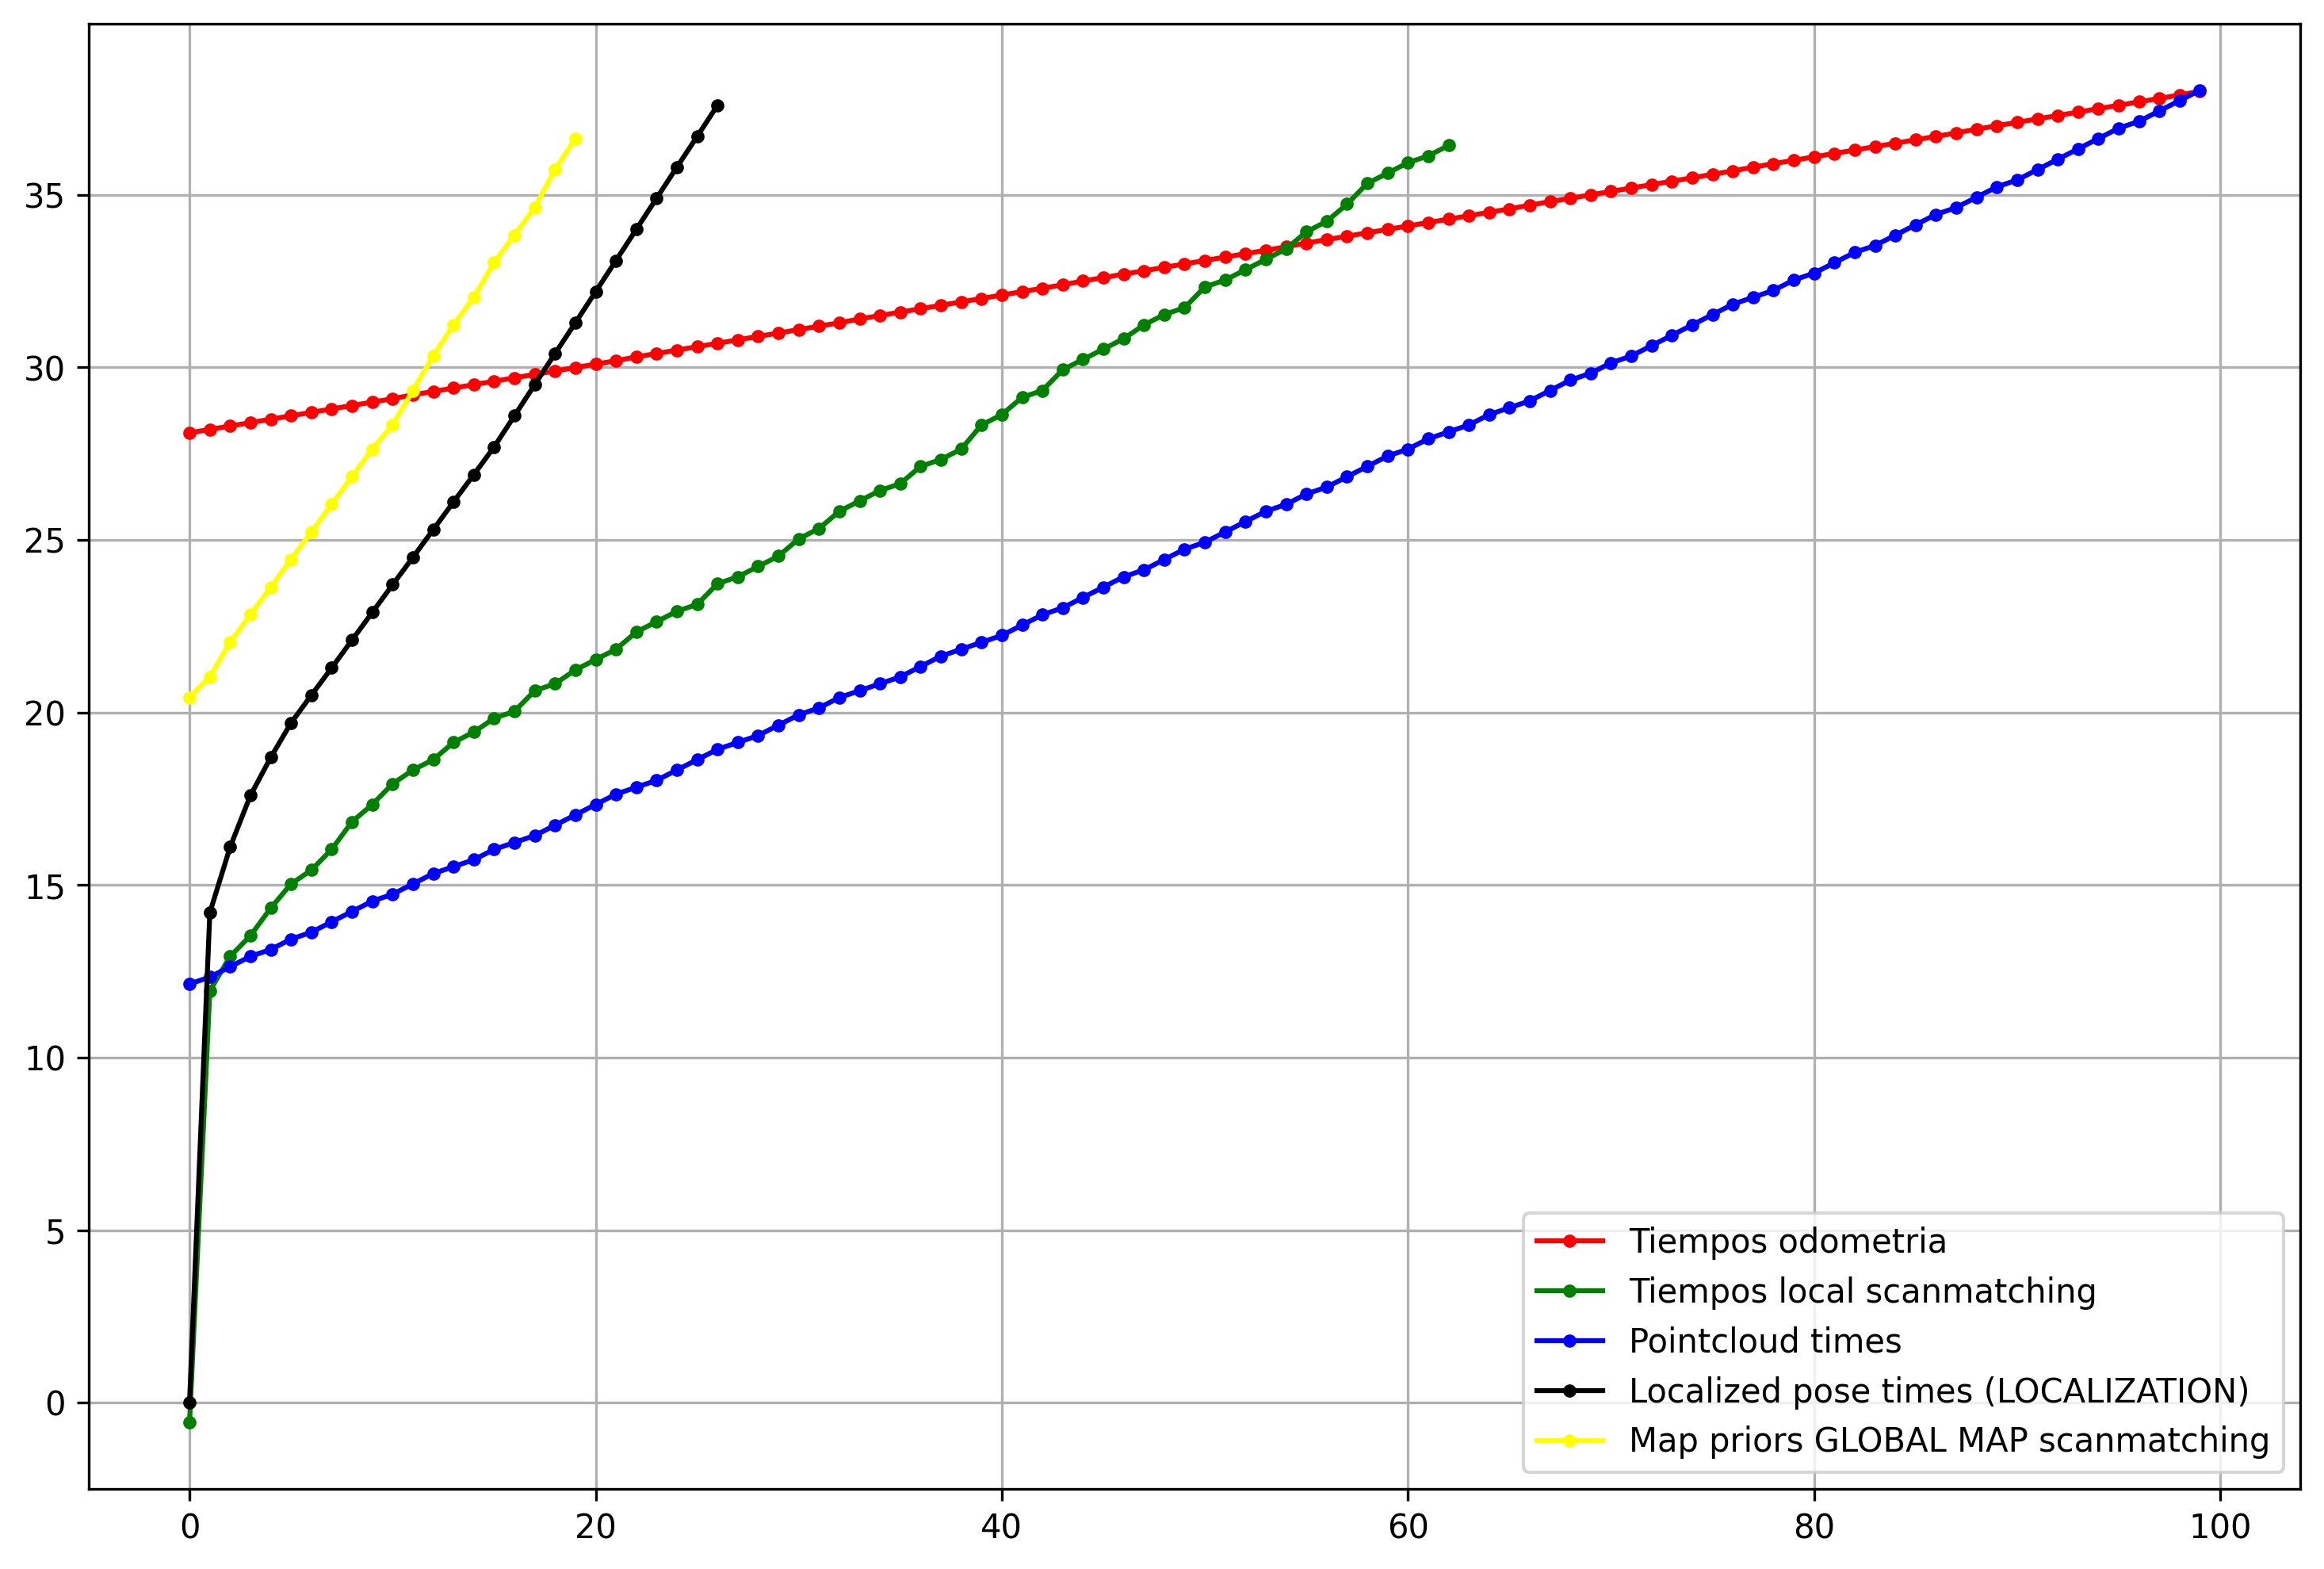 35
30
25
20
15
10
5
0
0 20 40 60 80 100
Tiempos odometria
Tiempos local scanmatching
Pointcloud times
Localized pose times (LOCALIZATION)
Map priors GLOBAL MAP scanmatching